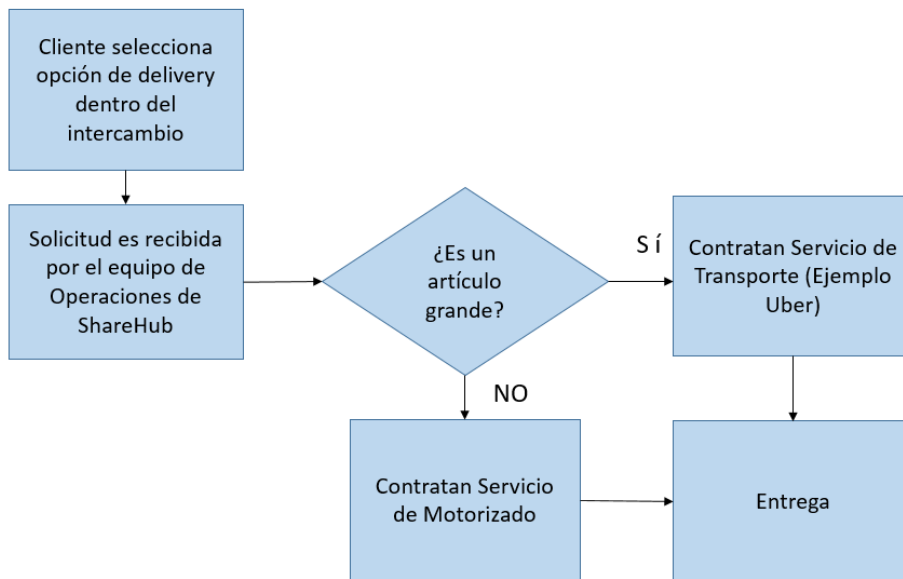 Cliente selecciona
opción de delivery
dentro del
intercambio
Solicitud es recibida
por el equipo de
Operaciones de
ShareHub
¿Es un
artículo
grande?
S í
Contratan Servicio de
Transporte (Ejemplo
Uber)
NO
Contratan Servicio
de Motorizado
Entrega